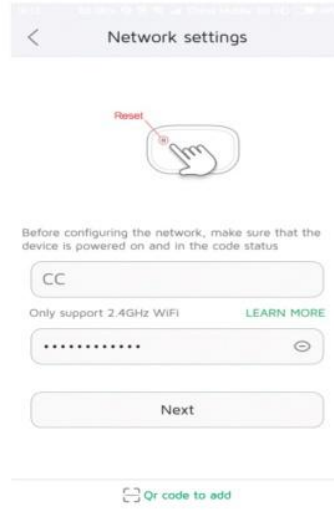 Network settings
Reset
Before configuring the network, make sure that the
device is powered on and in the code status
CC
Only support 2.4GHz WiFi
LEARN MORE
••••••••••••
Next
Qr code to add